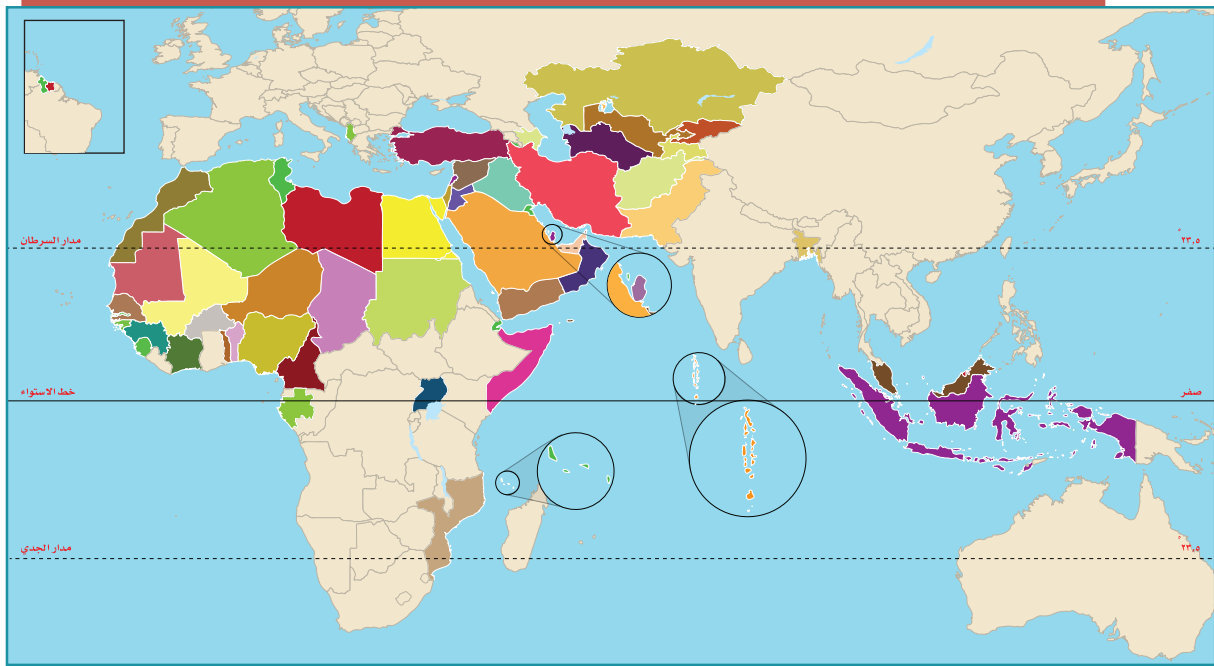 مدار السرطان
٢٣,٥°
خط الاستواء
صفر
مدار الجدي
٢٣,٥°